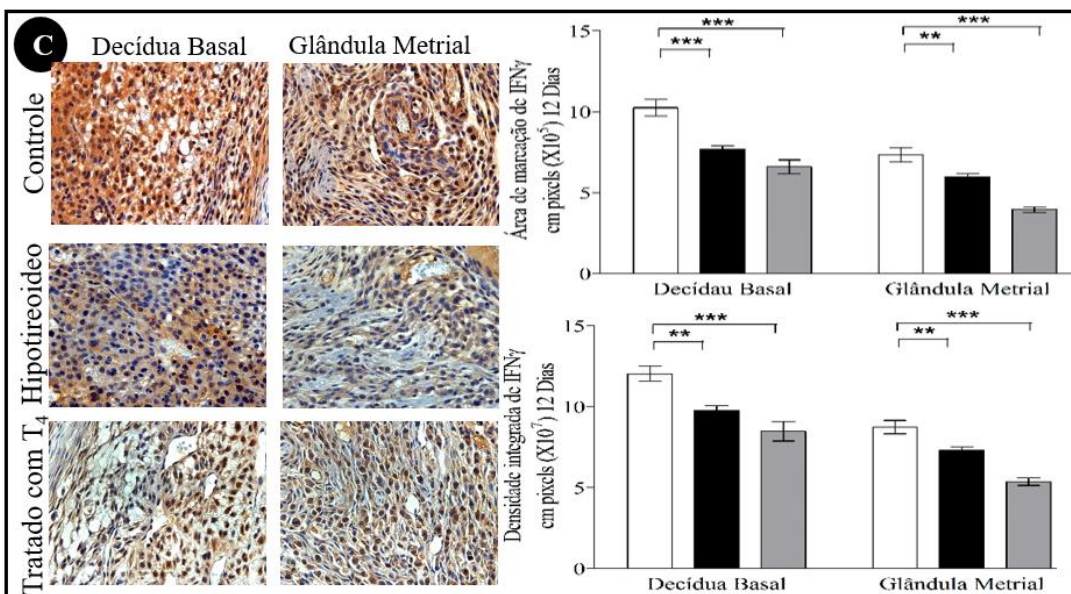 C
Decídua Basal
Glândula Metrial
Controle
Hipotireoideo
Tratado com T4
Área de marcação de IFNγ
em pixels (X10⁵) 12 Dias
15
10
5
0
***
***
***
**
Decídau Basal
Glândula Metrial
Densidade integrada de IFNγ
em pixels (X10⁷) 12 Dias
15
10
5
0
***
**
***
**
Decídua Basal
Glândula Metrial